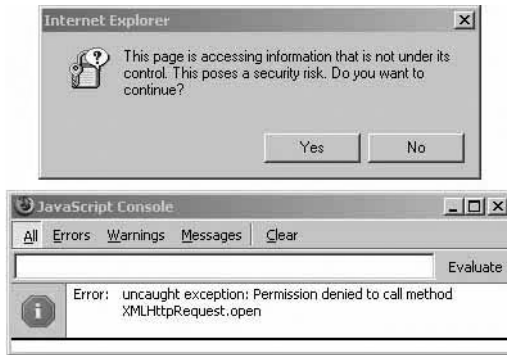 Internet Explorer
This page is accessing information that is not under its
control. This poses a security risk. Do you want to
continue?
Yes No
JavaScript Console
All Errors Warnings Messages Clear
Evaluate
Error: uncaught exception: Permission denied to call method
XMLHttpRequest.open